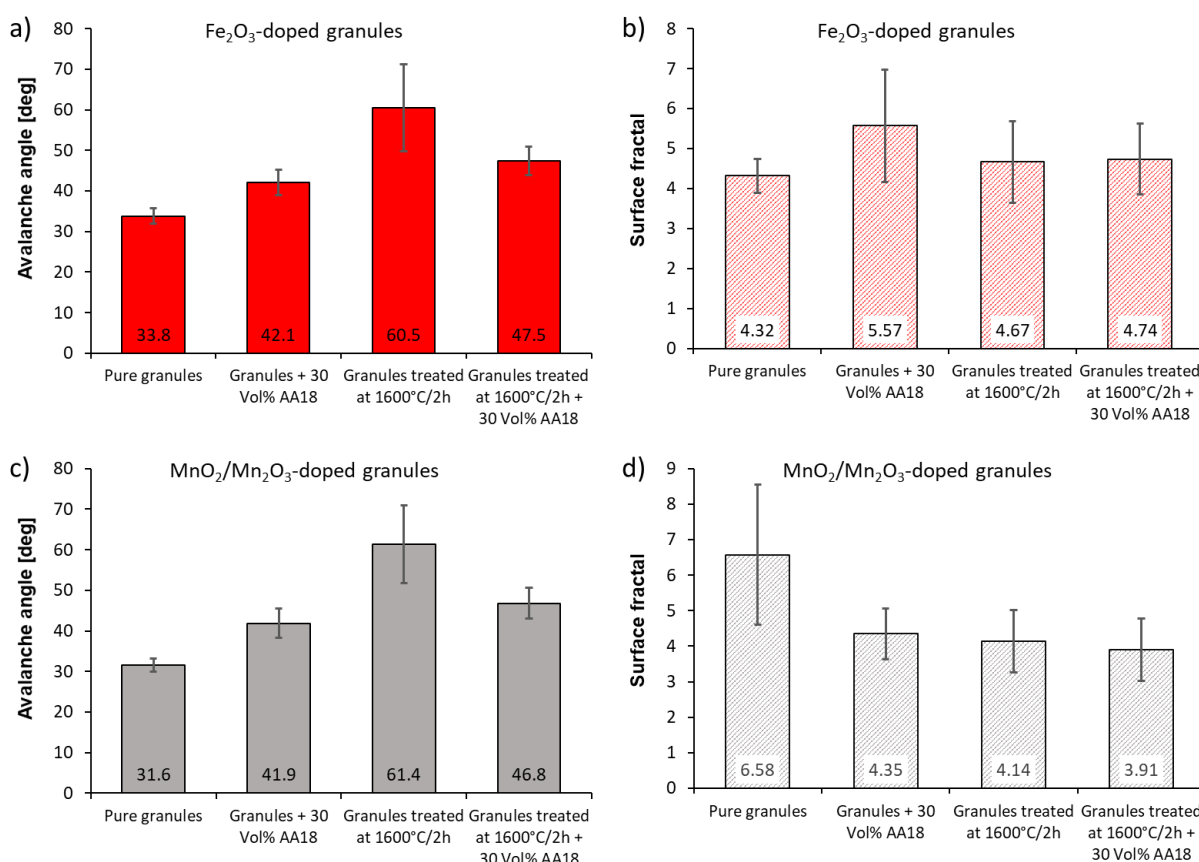 a)
Fe₂O₃-doped granules
Avalanche angle [deg]
80
70
60
50
40
30
20
10
0
33.8
42.1
60.5
47.5
Pure granules
Granules + 30
Vol% AA18
Granules treated
at 1600°C/2h
Granules treated
at 1600°C/2h +
30 Vol% AA18
b)
Fe₂O₃-doped granules
Surface fractal
8
7
6
5
4
3
2
1
0
4.32
5.57
4.67
4.74
Pure granules
Granules + 30
Vol% AA18
Granules treated
at 1600°C/2h
Granules treated
at 1600°C/2h +
30 Vol% AA18
c)
MnO₂/Mn₂O₃-doped granules
Avalanche angle [deg]
80
70
60
50
40
30
20
10
0
31.6
41.9
61.4
46.8
Pure granules
Granules + 30
Vol% AA18
Granules treated
at 1600°C/2h
Granules treated
at 1600°C/2h +
30 Vol% AA18
d)
MnO₂/Mn₂O₃-doped granules
Surface fractal
9
8
7
6
5
4
3
2
1
0
6.58
4.35
4.14
3.91
Pure granules
Granules + 30
Vol% AA18
Granules treated
at 1600°C/2h
Granules treated
at 1600°C/2h +
30 Vol% AA18